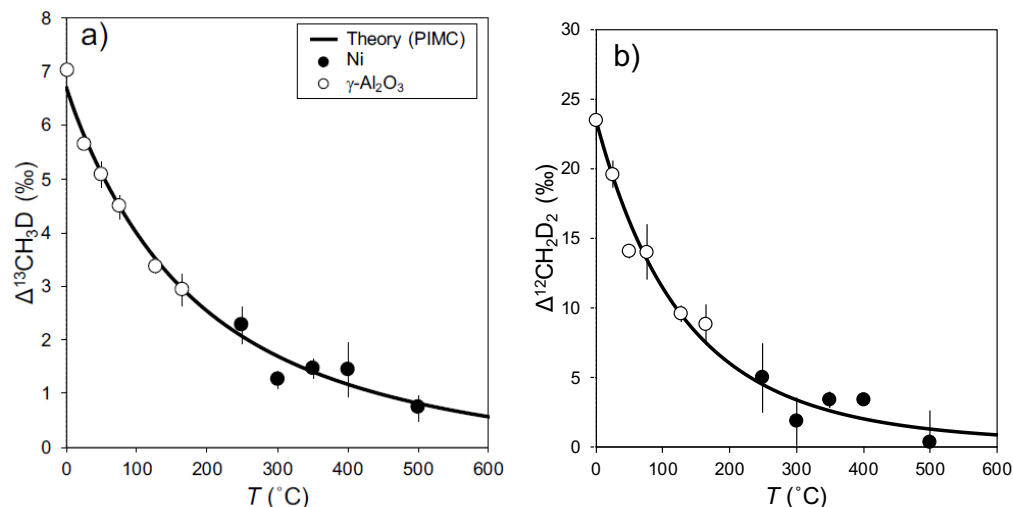 a)
Theory (PIMC)
Ni
γ-Al₂O₃
8
7
6
5
4
3
2
1
0
Δ¹³CH₃D (‰)
0 100 200 300 400 500 600
T (˚C)
b)
30
25
20
15
10
5
0
Δ¹²CH₂D₂ (‰)
0 100 200 300 400 500 600
T (˚C)